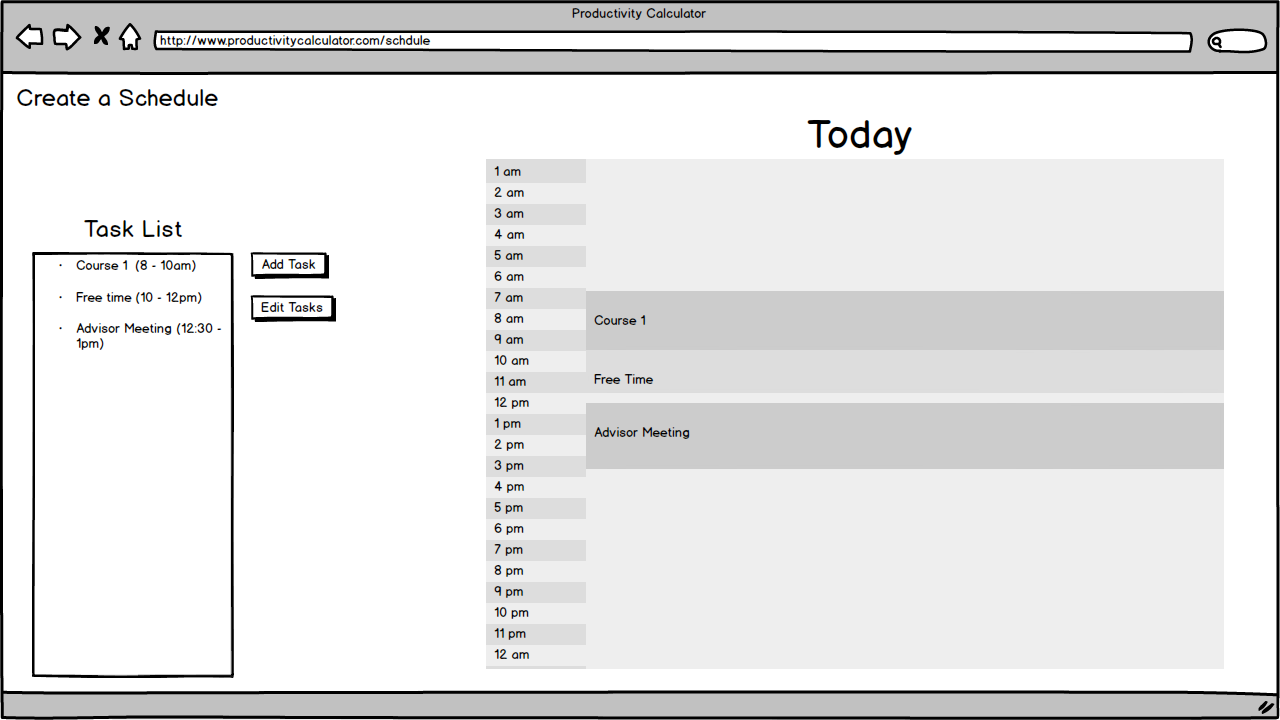 Productivity Calculator
http://www.productivitycalculator.com/schdule
Create a Schedule
Today
Task List
· Course 1 (8 - 10am)
· Free time (10 - 12pm)
· Advisor Meeting (12:30 -
1pm)
Add Task
Edit Tasks
1 am
2 am
3 am
4 am
5 am
6 am
7 am
8 am
9 am
10 am
11 am
12 pm
1 pm
2 pm
3 pm
4 pm
5 pm
6 pm
7 pm
8 pm
9 pm
10 pm
11 pm
12 am
Course 1
Free Time
Advisor Meeting